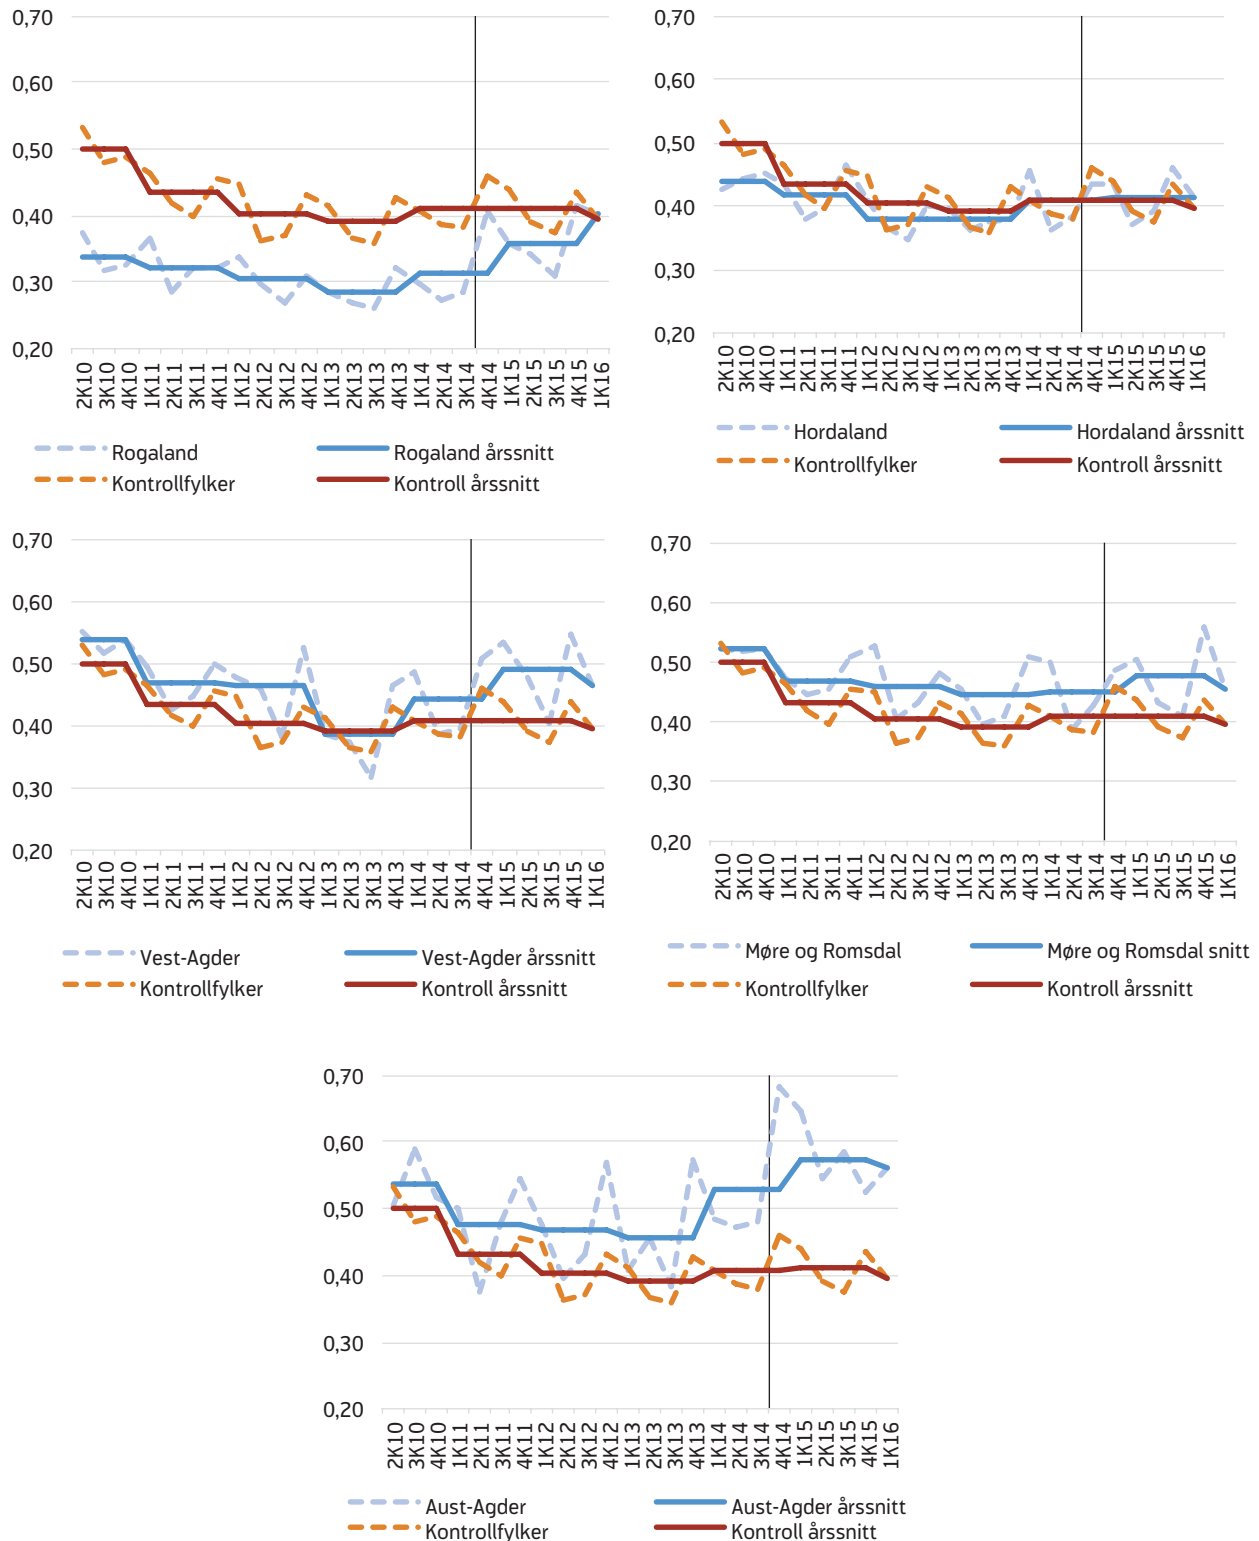 0,70
0,60
0,50
0,40
0,30
0,20
2K10 3K10 4K10 1K11 2K11 3K11 4K11 1K12 2K12 3K12 4K12 1K13 2K13 3K13 4K13 1K14 2K14 3K14 4K14 1K15 2K15 3K15 4K15 1K16
Rogaland Rogaland årssnitt
Kontrollfylker Kontroll årssnitt
0,70
0,60
0,50
0,40
0,30
0,20
2K10 3K10 4K10 1K11 2K11 3K11 4K11 1K12 2K12 3K12 4K12 1K13 2K13 3K13 4K13 1K14 2K14 3K14 4K14 1K15 2K15 3K15 4K15 1K16
Hordaland Hordaland årssnitt
Kontrollfylker Kontroll årssnitt
0,70
0,60
0,50
0,40
0,30
0,20
2K10 3K10 4K10 1K11 2K11 3K11 4K11 1K12 2K12 3K12 4K12 1K13 2K13 3K13 4K13 1K14 2K14 3K14 4K14 1K15 2K15 3K15 4K15 1K16
Vest-Agder Vest-Agder årssnitt
Kontrollfylker Kontroll årssnitt
0,70
0,60
0,50
0,40
0,30
0,20
2K10 3K10 4K10 1K11 2K11 3K11 4K11 1K12 2K12 3K12 4K12 1K13 2K13 3K13 4K13 1K14 2K14 3K14 4K14 1K15 2K15 3K15 4K15 1K16
Møre og Romsdal Møre og Romsdal snitt
Kontrollfylker Kontroll årssnitt
0,70
0,60
0,50
0,40
0,30
0,20
2K10 3K10 4K10 1K11 2K11 3K11 4K11 1K12 2K12 3K12 4K12 1K13 2K13 3K13 4K13 1K14 2K14 3K14 4K14 1K15 2K15 3K15 4K15 1K16
Aust-Agder Aust-Agder årssnitt
Kontrollfylker Kontroll årssnitt